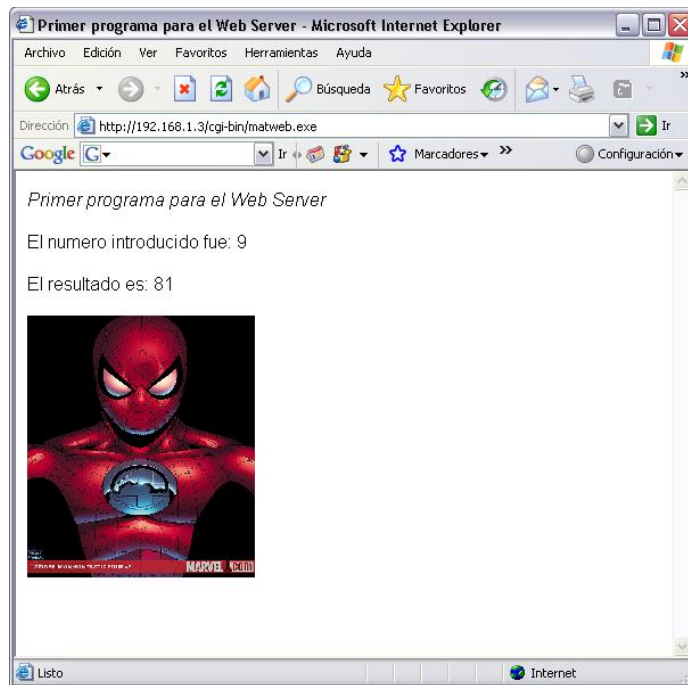 Primer programa para el Web Server - Microsoft Internet Explorer
Archivo Edición Ver Favoritos Herramientas Ayuda
Atrás Búsqueda Favoritos »
Dirección http://192.168.1.3/cgi-bin/matweb.exe Ir
Google G Ir Marcadores » Configuración
Primer programa para el Web Server
El numero introducido fue: 9
El resultado es: 81
MARVEL.COM
Listo Internet